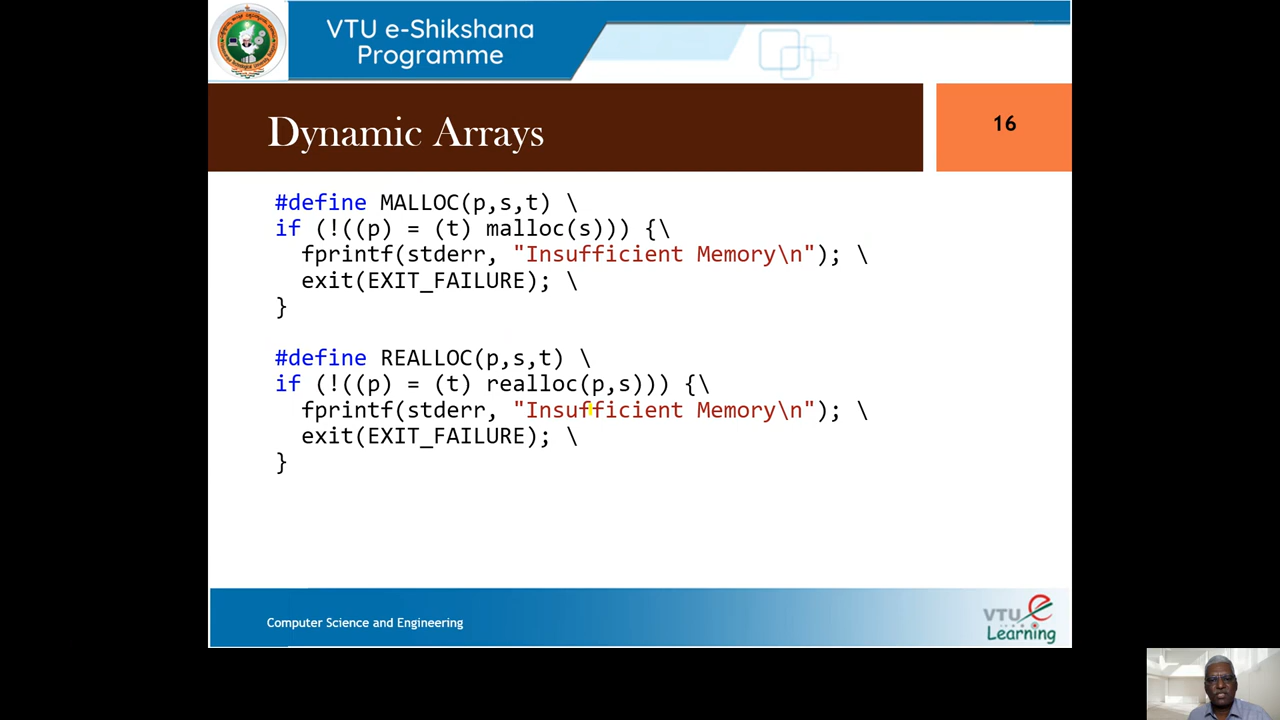 VTU e-Shikshana
Programme
Dynamic Arrays
16
#define MALLOC(p,s,t) \
if (!((p) = (t) malloc(s))) {\
  fprintf(stderr, "Insufficient Memory\n"); \
  exit(EXIT_FAILURE); \
}
#define REALLOC(p,s,t) \
if (!((p) = (t) realloc(p,s))) {\
  fprintf(stderr, "Insufficient Memory\n"); \
  exit(EXIT_FAILURE); \
}
Computer Science and Engineering
VTU e
Learning